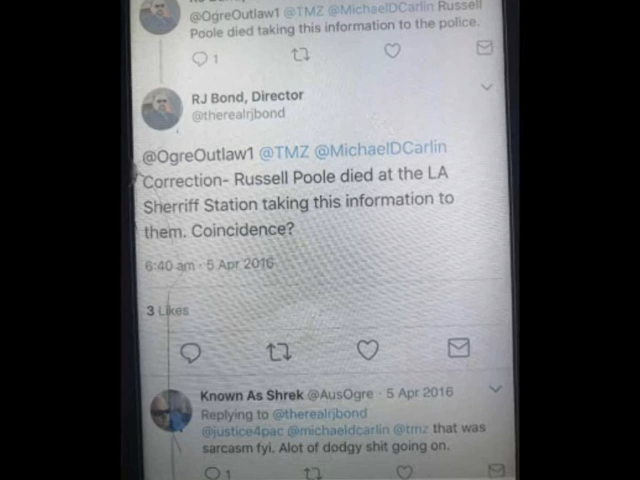 @OgreOutlaw1 @TMZ @MichaelDCarlin Russell
Poole died taking this information to the police.
1
RJ Bond, Director
@therealrjbond
@OgreOutlaw1 @TMZ @MichaelDCarlin
Correction- Russell Poole died at the LA
Sherriff Station taking this information to
them. Coincidence?
6:40 am · 5 Apr 2016
3 Likes
Known As Shrek @AusOgre · 5 Apr 2016
Replying to @therealrjbond
@justice4pac @michaeldcarlin @tmz that was
sarcasm fyi. Alot of dodgy shit going on.
1